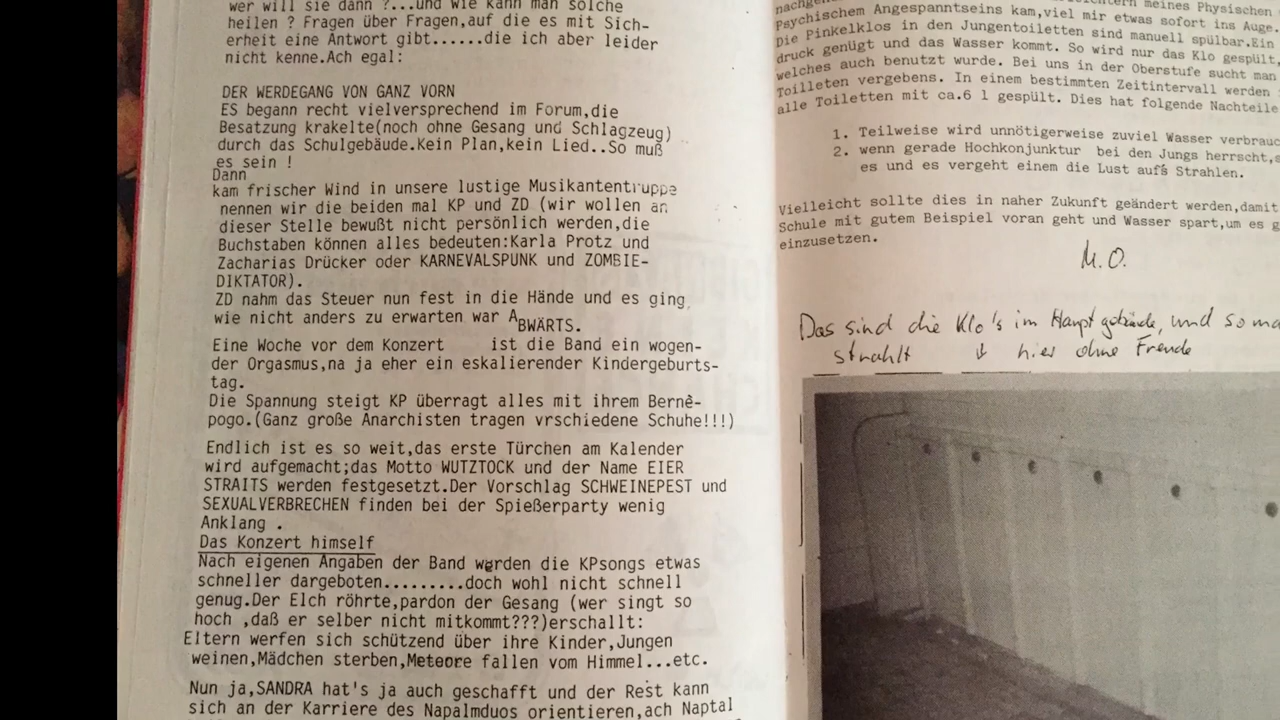 wer will sie dann ?...und wie kann man solche
heilen ? Fragen über Fragen,auf die es mit Sich-
erheit eine Antwort gibt......die ich aber leider
nicht kenne.Ach egal:
DER WERDEGANG VON GANZ VORN
ES begann recht vielversprechend im Forum,die
Besatzung krakelte(noch ohne Gesang und Schlagzeug)
durch das Schulgebäude.Kein Plan,kein Lied..So muß
es sein !
Dann
kam frischer Wind in unsere lustige Musikantentruppe
nennen wir die beiden mal KP und ZD (wir wollen an
dieser Stelle bewußt nicht persönlich werden,die
Buchstaben können alles bedeuten:Karla Protz und
Zacharias Drücker oder KARNEVALSPUNK und ZOMBIE-
DIKTATOR).
ZD nahm das Steuer nun fest in die Hände und es ging,
wie nicht anders zu erwarten war ABWÄRTS.
Eine Woche vor dem Konzert ist die Band ein wogen-
der Orgasmus,na ja eher ein eskalierender Kindergeburts-
tag.
Die Spannung steigt KP überragt alles mit ihrem Bernê-
pogo.(Ganz große Anarchisten tragen vrschiedene Schuhe!!!)
Endlich ist es so weit,das erste Türchen am Kalender
wird aufgemacht;das Motto WUTZTOCK und der Name EIER
STRAITS werden festgesetzt.Der Vorschlag SCHWEINEPEST und
SEXUALVERBRECHEN finden bei der Spießerparty wenig
Anklang .
Das Konzert himself
Nach eigenen Angaben der Band werden die KPsongs etwas
schneller dargeboten.........doch wohl nicht schnell
genug.Der Elch röhrte,pardon der Gesang (wer singt so
hoch ,daß er selber nicht mitkommt???)erschallt:
Eltern werfen sich schützend über ihre Kinder,Jungen
weinen,Mädchen sterben,Meteore fallen vom Himmel...etc.
Nun ja,SANDRA hat's ja auch geschafft und der Rest kann
sich an der Karriere des Napalmduos orientieren,ach Naptal
meines Physischen
Psychischem Angespanntseins kam,viel mir etwas sofort ins Auge.
Die Pinkelklos in den Jungentoiletten sind manuell spülbar.Ein
druck genügt und das Wasser kommt. So wird nur das Klo gespült,
welches auch benutzt wurde. Bei uns in der Oberstufe sucht man
Toilleten vergebens. In einem bestimmten Zeitintervall werden
alle Toiletten mit ca.6 l gespült. Dies hat folgende Nachteile
1. Teilweise wird unnötigerweise zuviel Wasser verbrauc
2. wenn gerade Hochkonjunktur bei den Jungs herrscht,s
es und es vergeht einem die Lust aufs Strahlen.
Vielleicht sollte dies in naher Zukunft geändert werden,damit
Schule mit gutem Beispiel voran geht und Wasser spart,um es g
einzusetzen.
M.O.
Das sind die Klo's im Hauptgebäude, und so ma
strahlt ↓ hier ohne Freude